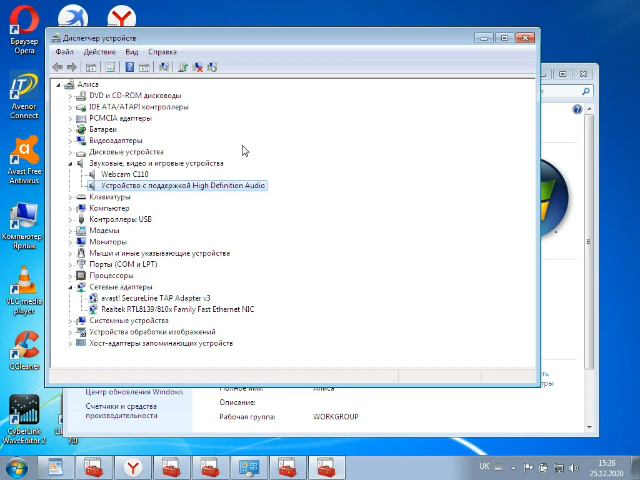 Диспетчер устройств
Файл Действие Вид Справка
Алиса
DVD и CD-ROM дисководы
IDE ATA/ATAPI контроллеры
PCMCIA адаптеры
Батареи
Видеоадаптеры
Дисковые устройства
Звуковые, видео и игровые устройства
Webcam C110
Устройство с поддержкой High Definition Audio
Клавиатуры
Компьютер
Контроллеры USB
Модемы
Мониторы
Мыши и иные указывающие устройства
Порты (COM и LPT)
Процессоры
Сетевые адаптеры
avast! SecureLine TAP Adapter v3
Realtek RTL8139/810x Family Fast Ethernet NIC
Системные устройства
Устройства обработки изображений
Хост-адаптеры запоминающих устройств
Браузер
Opera
Avenor
Connect
Avast Free
Antivirus
Компьютер
Ярлык
VLC media
player
CCleaner
CyberLink
WaveEditor 2
Центр обновления Windows
Счетчики и средства
производительности
Полное имя: Алиса
Описание:
Рабочая группа: WORKGROUP
UK
15:26
25.12.2020